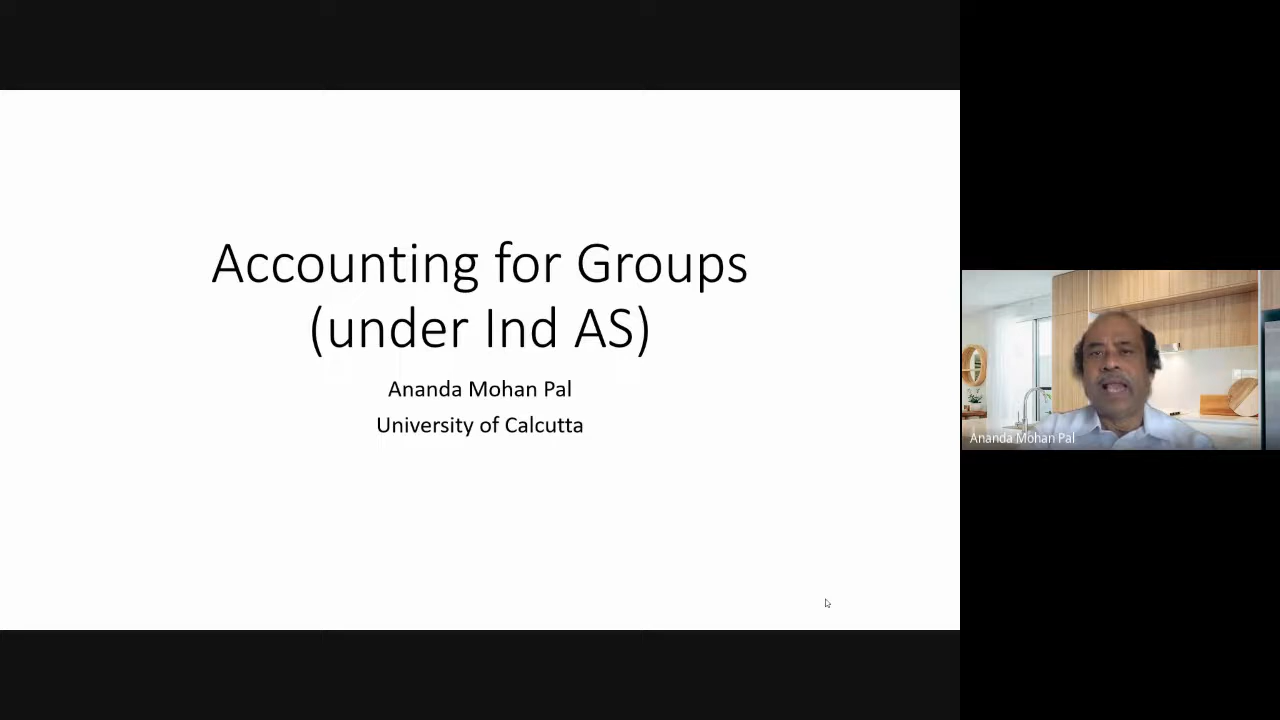 Accounting for Groups
(under Ind AS)
Ananda Mohan Pal
University of Calcutta
Ananda Mohan Pal